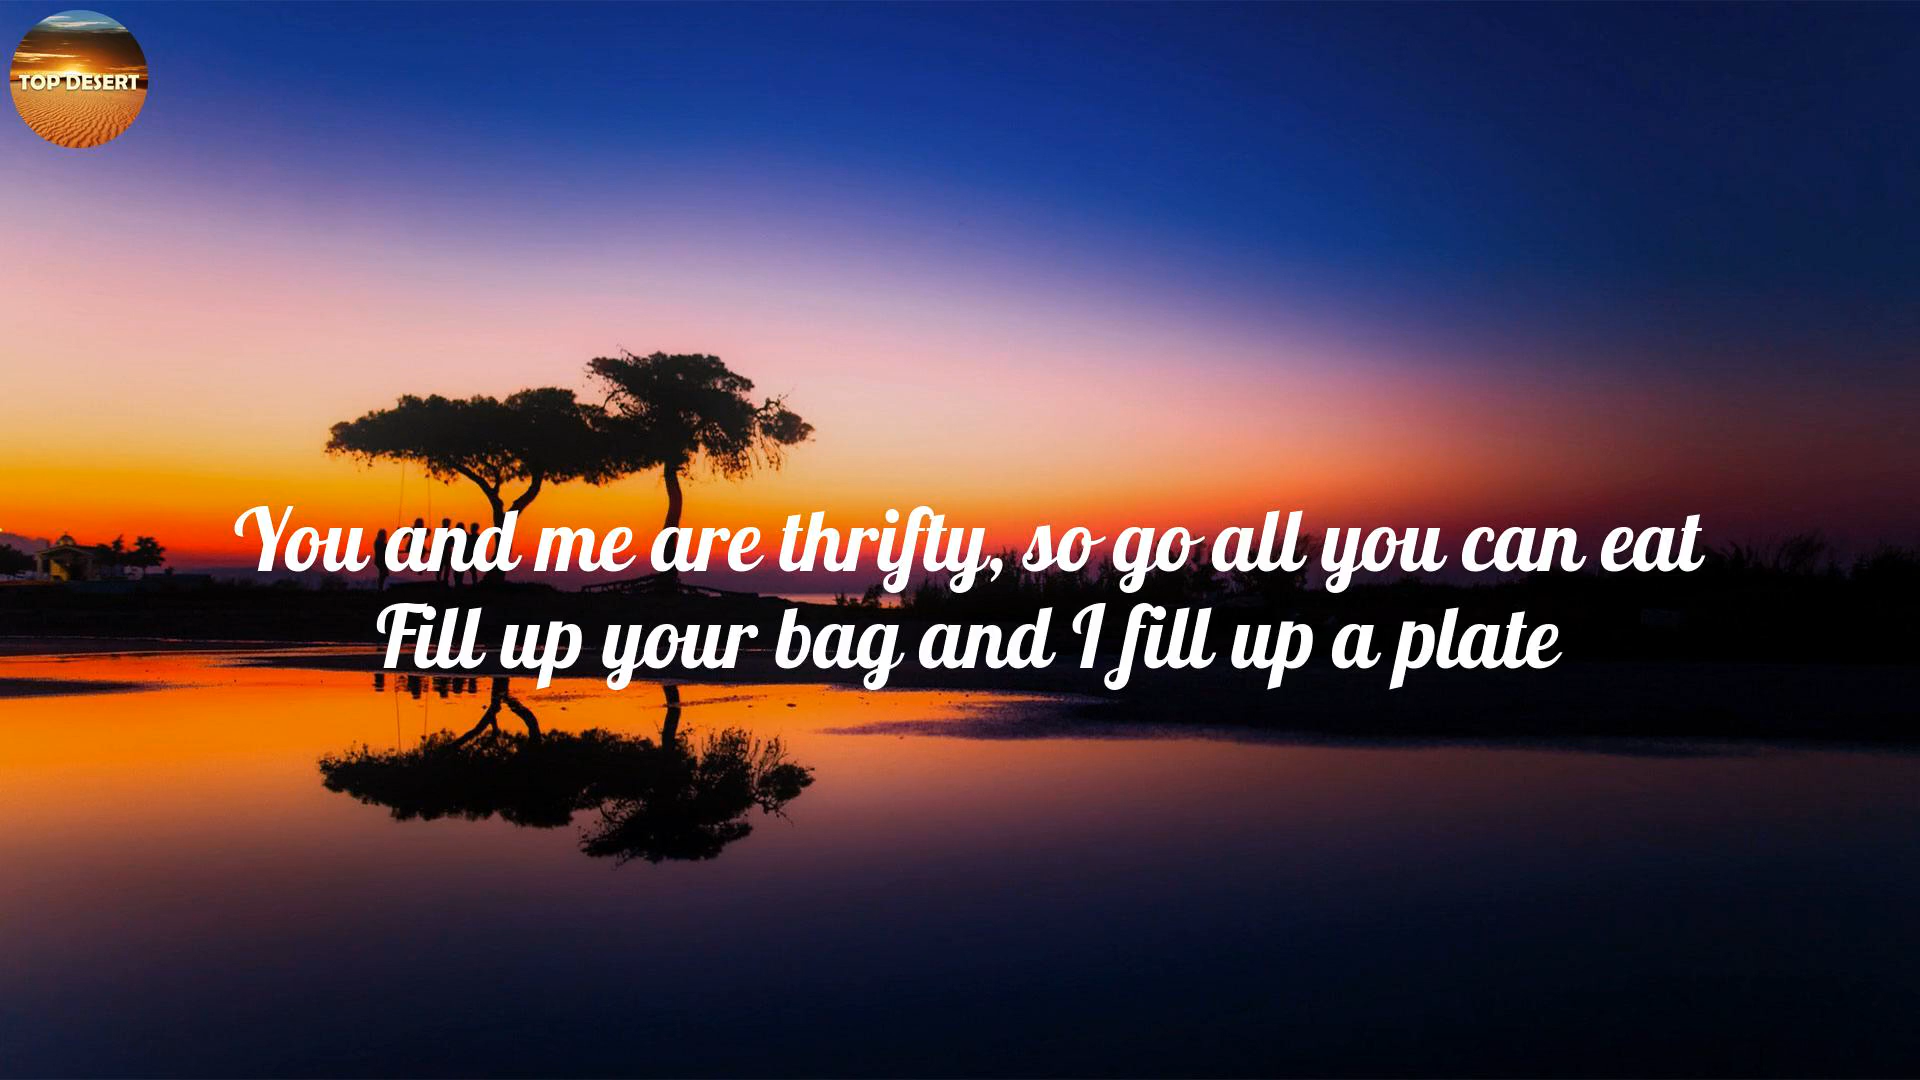 TOP DESERT
You and me are thrifty, so go all you can eat
Fill up your bag and I fill up a plate